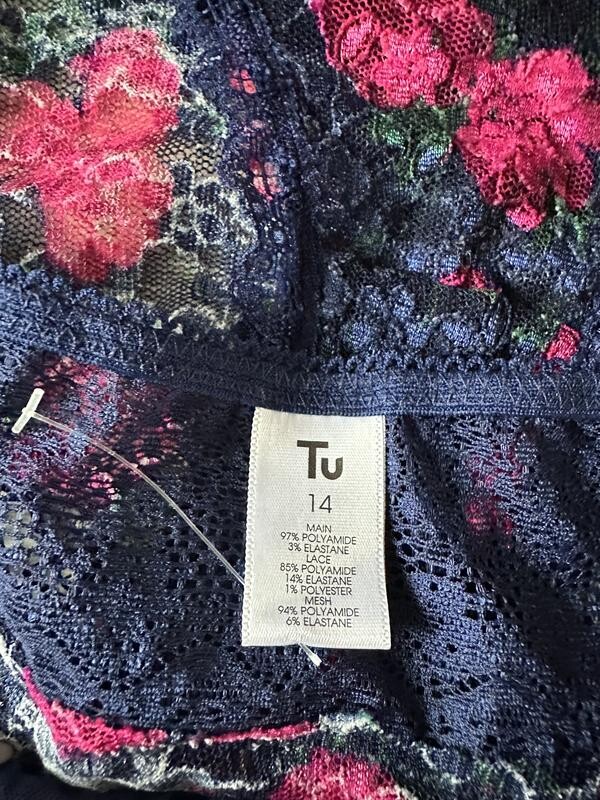 Tu
14
MAIN
97% POLYAMIDE
3% ELASTANE
LACE
85% POLYAMIDE
14% ELASTANE
1% POLYESTER
MESH
94% POLYAMIDE
6% ELASTANE